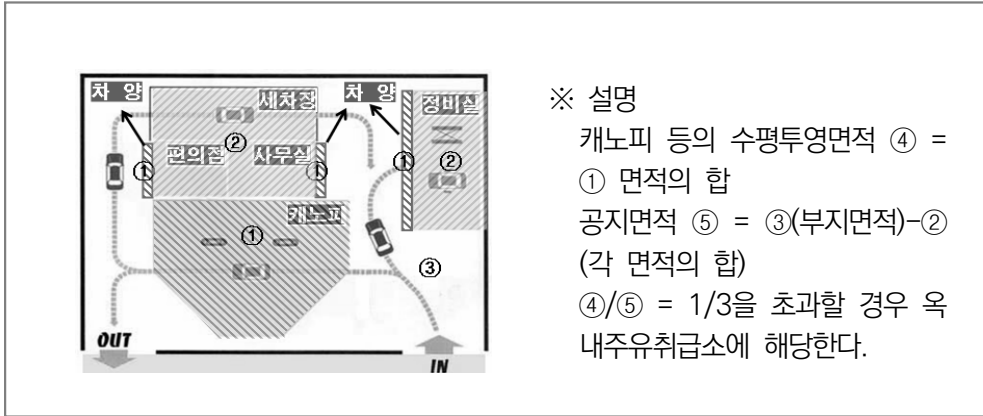 차 양
세차장
차 양
정비실
②
편의점
사무실
①
①
①
②
캐노피
①
③
OUT
IN
※ 설명
캐노피 등의 수평투영면적 ④ =
① 면적의 합
공지면적 ⑤ = ③(부지면적)-②
(각 면적의 합)
④/⑤ = 1/3을 초과할 경우 옥
내주유취급소에 해당한다.